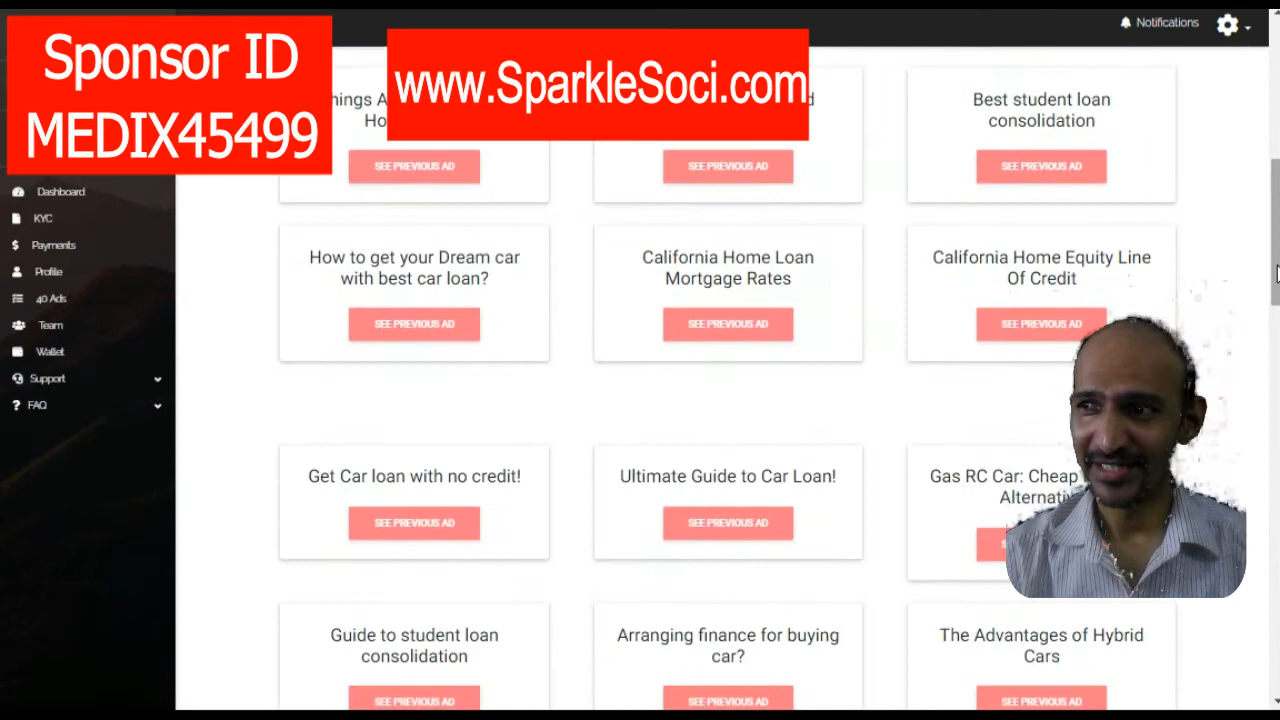 Notifications
Sponsor ID
MEDIX45499
www.SparkleSoci.com
Dashboard
KYC
Payments
Profile
40 Ads
Team
Wallet
Support
FAQ
SEE PREVIOUS AD
SEE PREVIOUS AD
Best student loan
consolidation
SEE PREVIOUS AD
How to get your Dream car
with best car loan?
SEE PREVIOUS AD
California Home Loan
Mortgage Rates
SEE PREVIOUS AD
California Home Equity Line
Of Credit
SEE PREVIOUS AD
Get Car loan with no credit!
SEE PREVIOUS AD
Ultimate Guide to Car Loan!
SEE PREVIOUS AD
Gas RC Car: Cheap
Guide to student loan
consolidation
SEE PREVIOUS AD
Arranging finance for buying
car?
SEE PREVIOUS AD
The Advantages of Hybrid
Cars
SEE PREVIOUS AD